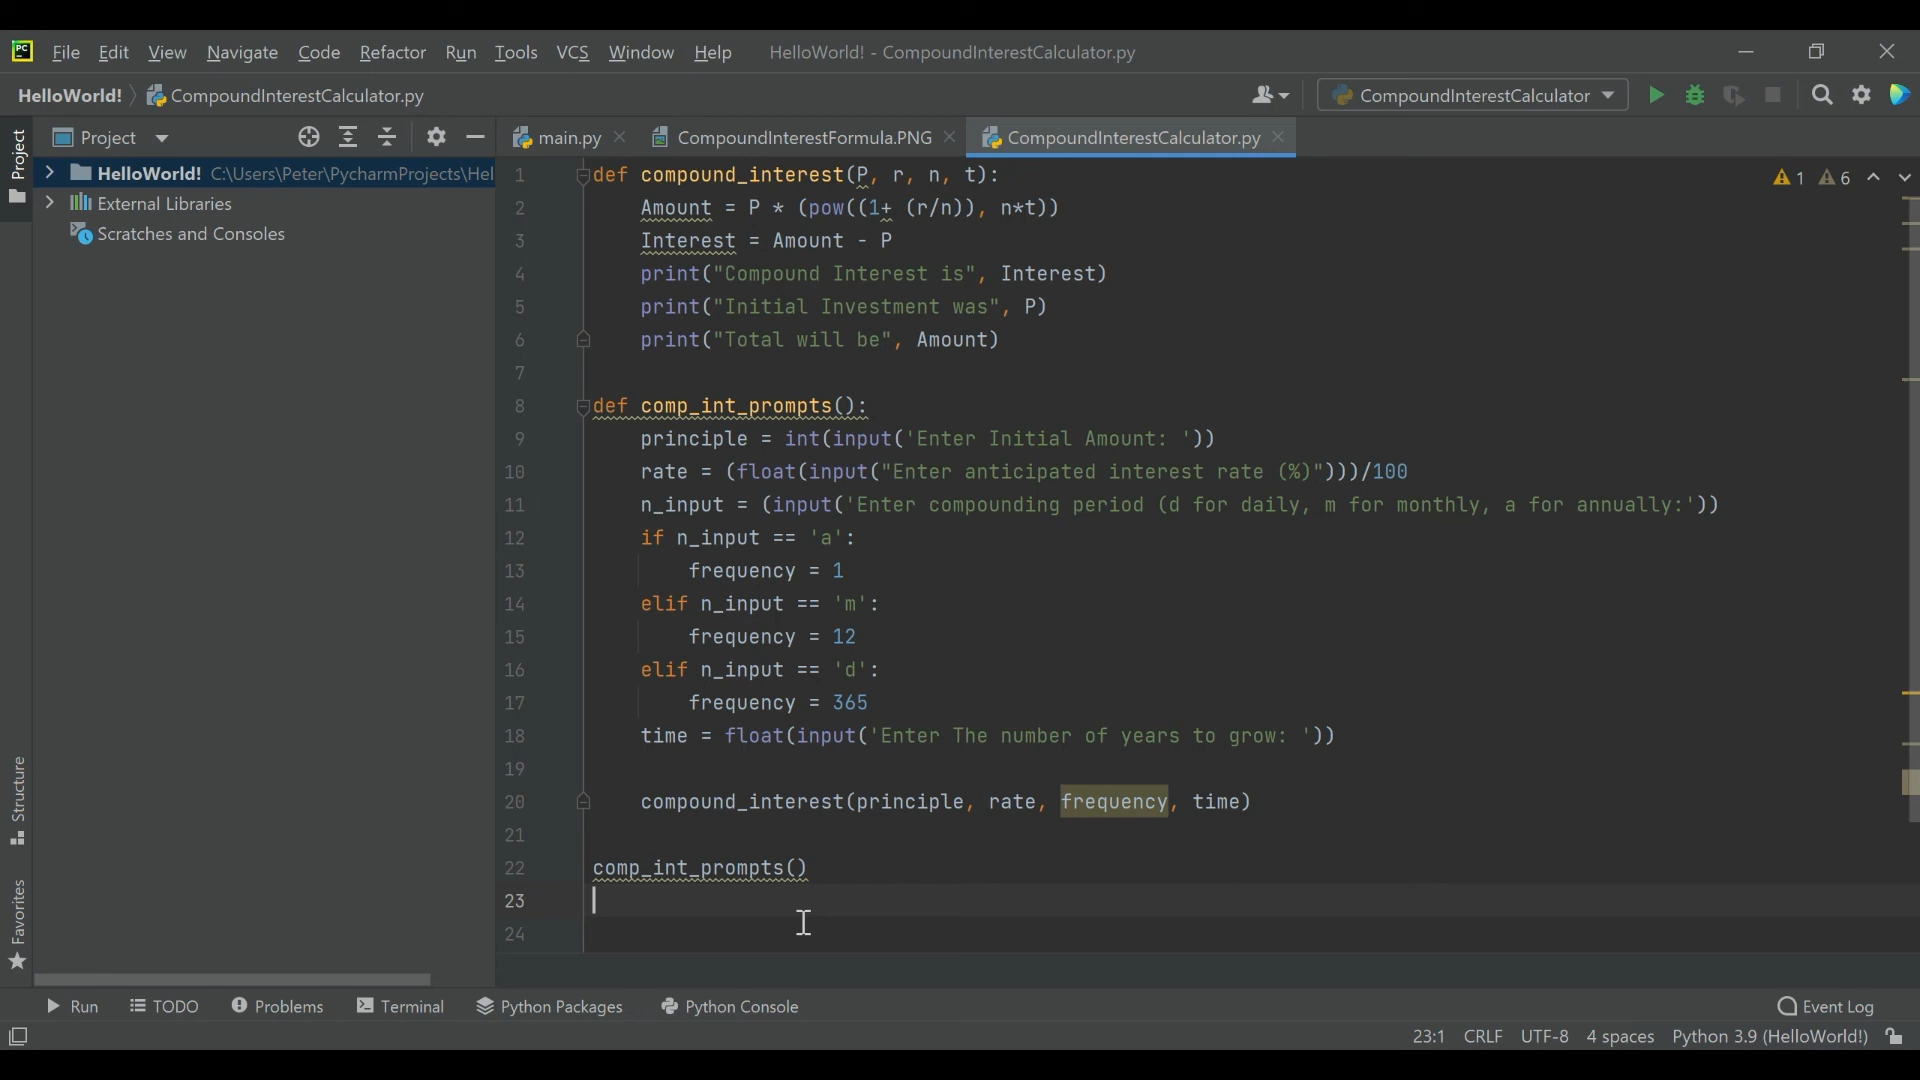 PC File Edit View Navigate Code Refactor Run Tools VCS Window Help HelloWorld! - CompoundInterestCalculator.py
HelloWorld! CompoundInterestCalculator.py CompoundInterestCalculator
Project main.py CompoundInterestFormula.PNG CompoundInterestCalculator.py
Project
HelloWorld! C:\Users\Peter\PycharmProjects\Hel
External Libraries
Scratches and Consoles
1 def compound_interest(P, r, n, t):
1 6
2 Amount = P * (pow((1+ (r/n)), n*t))
3 Interest = Amount - P
4 print("Compound Interest is", Interest)
5 print("Initial Investment was", P)
6 print("Total will be", Amount)
7
8 def comp_int_prompts():
9 principle = int(input('Enter Initial Amount: '))
10 rate = (float(input("Enter anticipated interest rate (%)")))/100
11 n_input = (input('Enter compounding period (d for daily, m for monthly, a for annually:'))
12 if n_input == 'a':
13 frequency = 1
14 elif n_input == 'm':
15 frequency = 12
16 elif n_input == 'd':
17 frequency = 365
18 time = float(input('Enter The number of years to grow: '))
19
20 compound_interest(principle, rate, frequency, time)
21
22 comp_int_prompts()
23
24
Structure
Favorites
Run TODO Problems Terminal Python Packages Python Console Event Log
23:1 CRLF UTF-8 4 spaces Python 3.9 (HelloWorld!)